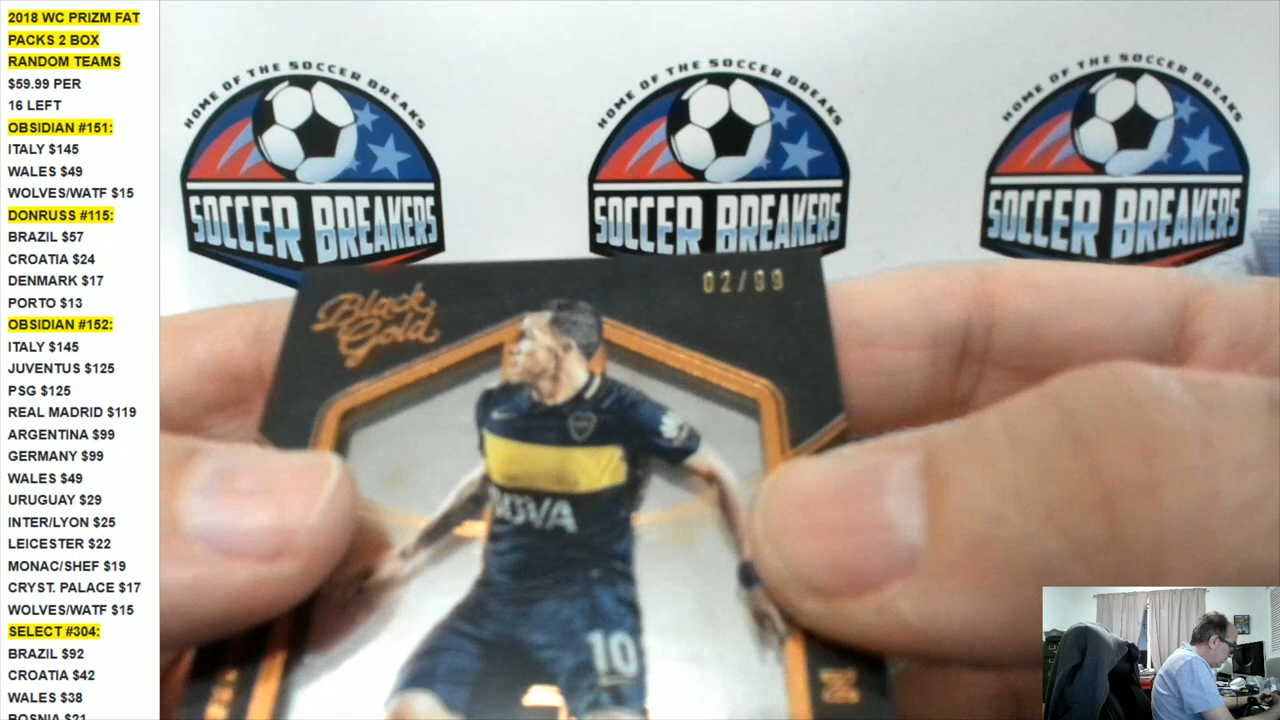 2018 WC PRIZM FAT
PACKS 2 BOX
RANDOM TEAMS
$59.99 PER
16 LEFT
OBSIDIAN #151:
ITALY $145
WALES $49
WOLVES/WATF $15
DONRUSS #115:
BRAZIL $57
CROATIA $24
DENMARK $17
PORTO $13
OBSIDIAN #152:
ITALY $145
JUVENTUS $125
PSG $125
REAL MADRID $119
ARGENTINA $99
GERMANY $99
WALES $49
URUGUAY $29
INTER/LYON $25
LEICESTER $22
MONAC/SHEF $19
CRYST. PALACE $17
WOLVES/WATF $15
SELECT #304:
BRAZIL $92
CROATIA $42
WALES $38
BOSNIA $21
HOME OF THE SOCCER BREAKS
SOCCER BREAKERS
HOME OF THE SOCCER BREAKS
SOCCER BREAKERS
HOME OF THE SOCCER BREAKS
SOCCER BREAKERS
02/99
Black
Gold
BBVA
10